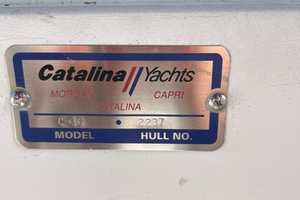 Catalina Yachts
MORGAN CAPRI
CATALINA
2237
MODEL HULL NO.